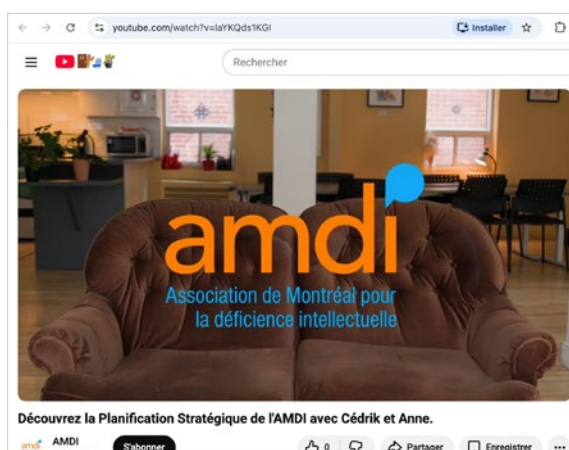 youtube.com/watch?v=laYKQds1KGI
Installer
Rechercher
amdi
Association de Montréal pour
la déficience intellectuelle
Découvrez la Planification Stratégique de l'AMDI avec Cédrik et Anne.
amdi
AMDI
S'abonner
0
Partager
Enregistrer